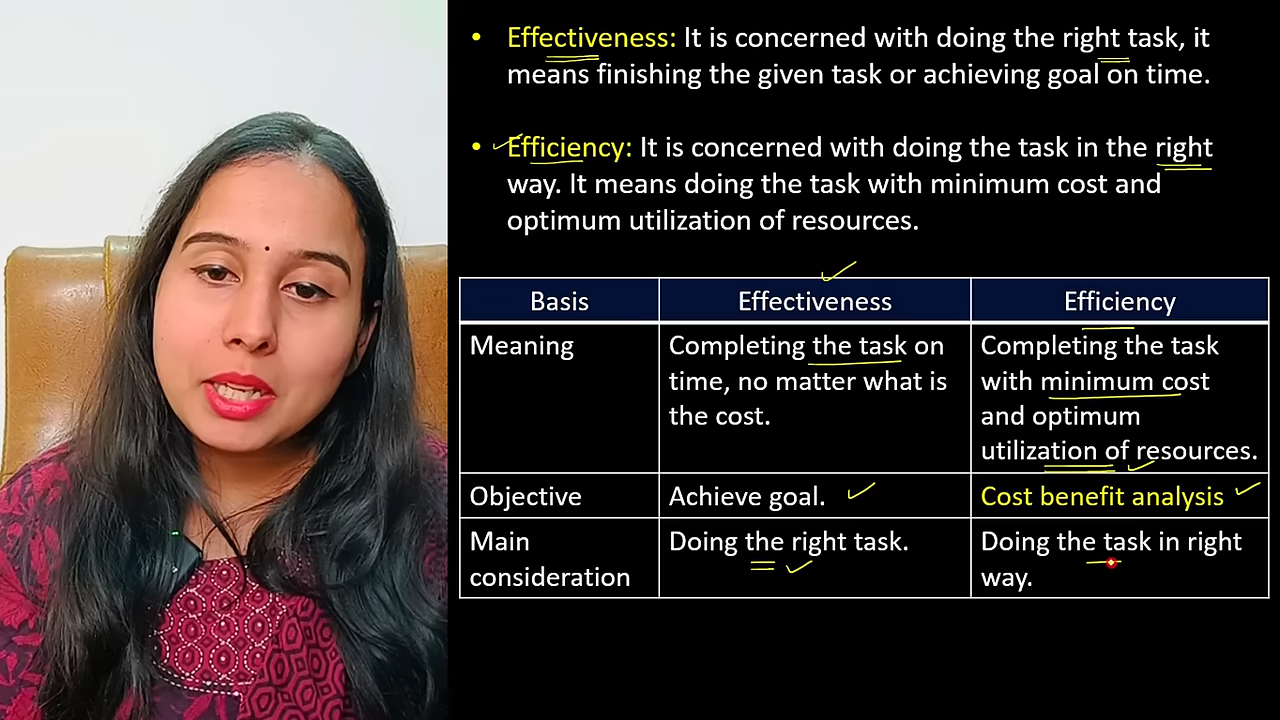 • Effectiveness: It is concerned with doing the right task, it
means finishing the given task or achieving goal on time.
• Efficiency: It is concerned with doing the task in the right
way. It means doing the task with minimum cost and
optimum utilization of resources.
Basis Effectiveness Efficiency
Meaning
Completing the task on
time, no matter what is
the cost.
Completing the task
with minimum cost
and optimum
utilization of resources.
Objective Achieve goal. Cost benefit analysis
Main
consideration
Doing the right task.
Doing the task in right
way.